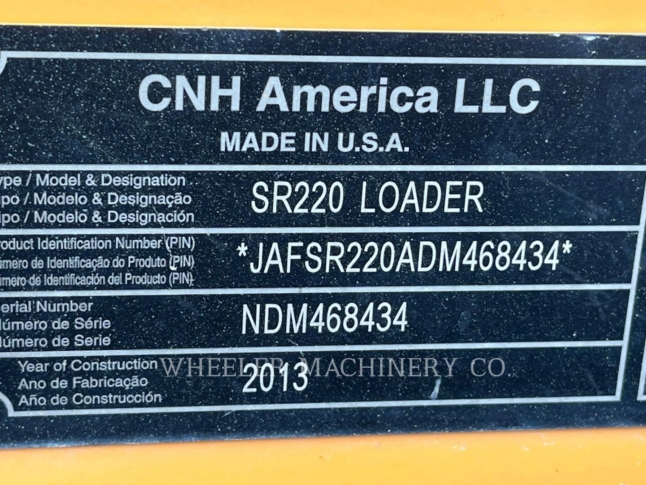 CNH America LLC
MADE IN U.S.A.
ype / Model & Designation
ipo / Modelo & Designação
ipo / Modelo & Designación
SR220 LOADER
roduct Identification Number (PIN)
úmero de Identificação do Produto (PIN)
úmero de Identificación del Producto (PIN)
*JAFSR220ADM468434*
erial Number
úmero de Série
úmero de Serie
NDM468434
Year of Construction
Ano de Fabricação
Año de Construcción
2013
WHEELER MACHINERY CO.